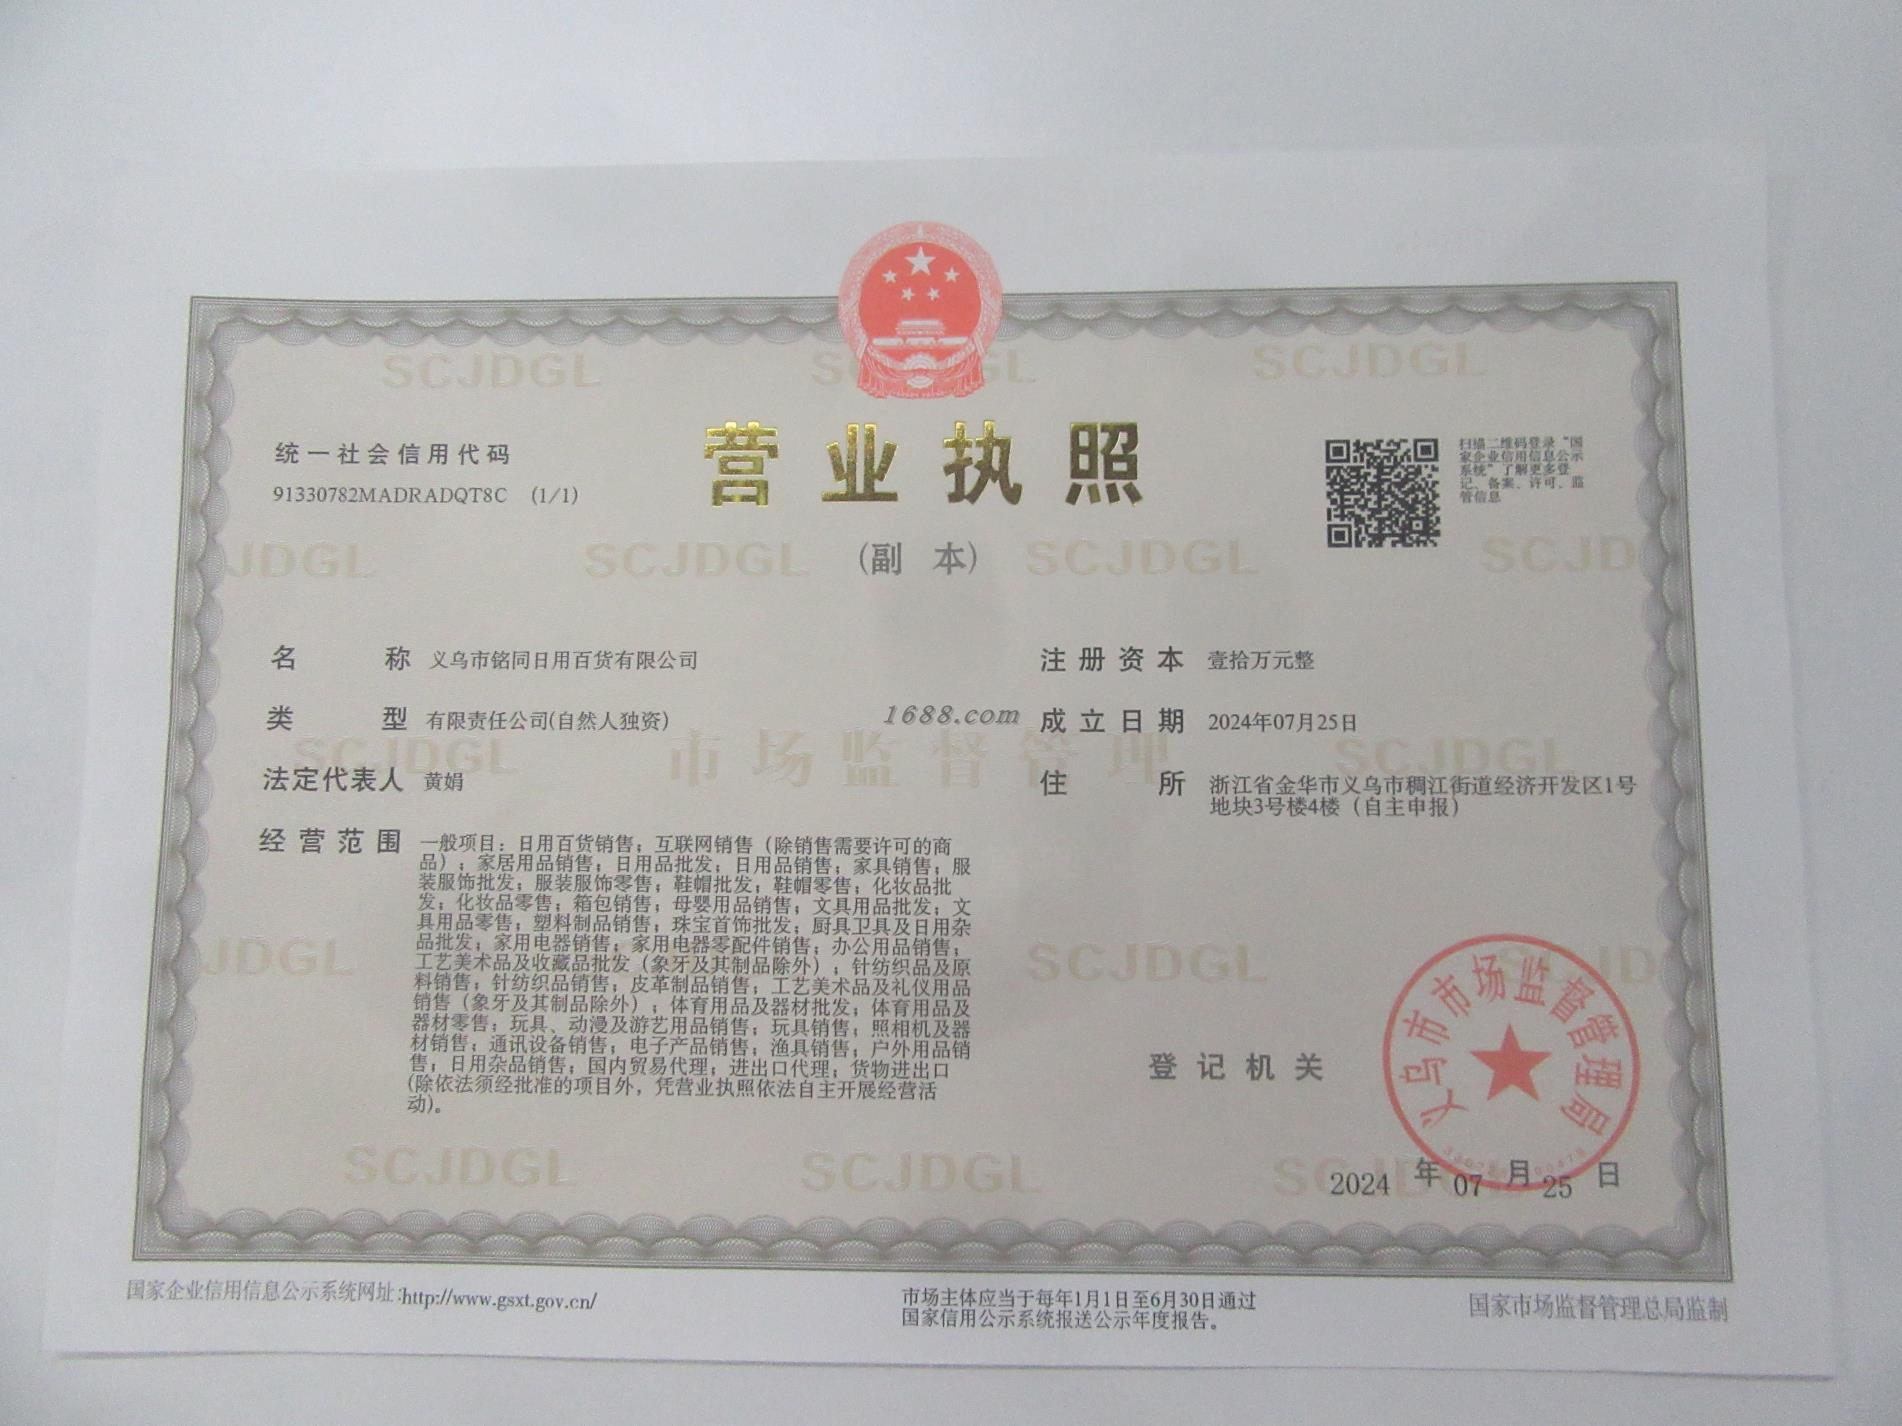 SCJDGL
SCJDGL
统一社会信用代码
91330782MADRADQT8C (1/1)
营业执照
(副 本)
扫描二维码登录“国
家企业信用信息公示
系统”了解更多登
记、备案、许可、监
管信息
JDGL
SCJDGL
SCJDGL
SCJD
名 称 义乌市铭同日用百货有限公司
类 型 有限责任公司(自然人独资)
法定代表人 黄娟
经营范围 一般项目：日用百货销售；互联网销售（除销售需要许可的商
品）；家居用品销售；日用品批发；日用品销售；家具销售；服
装服饰批发；服装服饰零售；鞋帽批发；鞋帽零售；化妆品批
发；化妆品零售；箱包销售；母婴用品销售；文具用品批发；文
具用品零售；塑料制品销售；珠宝首饰批发；厨具卫具及日用杂
品批发；家用电器销售；家用电器零配件销售；办公用品销售；
工艺美术品及收藏品批发（象牙及其制品除外）；针纺织品及原
料销售；针纺织品销售；皮革制品销售；工艺美术品及礼仪用品
销售（象牙及其制品除外）；体育用品及器材批发；体育用品及
器材零售；玩具、动漫及游艺用品销售；玩具销售；照相机及器
材销售；通讯设备销售；电子产品销售；渔具销售；户外用品销
售；日用杂品销售；国内贸易代理；进出口代理；货物进出口
(除依法须经批准的项目外，凭营业执照依法自主开展经营活
动)。
注册资本 壹拾万元整
成立日期 2024年07月25日
住 所 浙江省金华市义乌市稠江街道经济开发区1号
地块3号楼4楼（自主申报）
1688.com
SCJDGL
市场监督管理
SCJDGL
JDGL
SCJDGL
JD
登记机关
义乌市市场监督管理局
2024 年 07 月 25 日
SCJDGL
SCJDGL
国家企业信用信息公示系统网址:http://www.gsxt.gov.cn/
市场主体应当于每年1月1日至6月30日通过
国家信用公示系统报送公示年度报告。
国家市场监督管理总局监制